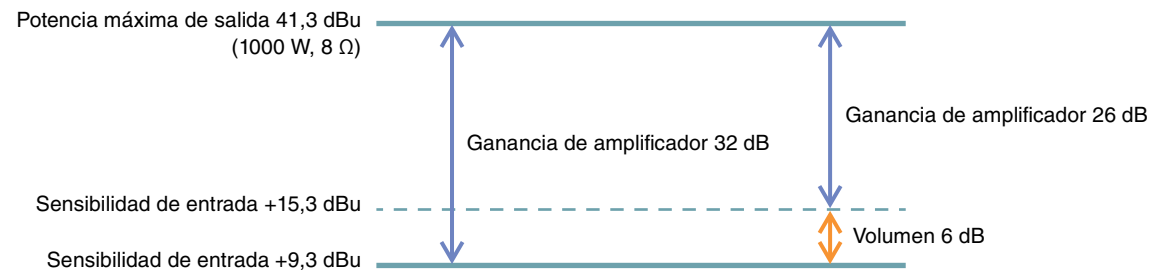 Potencia máxima de salida 41,3 dBu
(1000 W, 8 Ω)
Ganancia de amplificador 26 dB
Ganancia de amplificador 32 dB
Sensibilidad de entrada +15,3 dBu
Volumen 6 dB
Sensibilidad de entrada +9,3 dBu